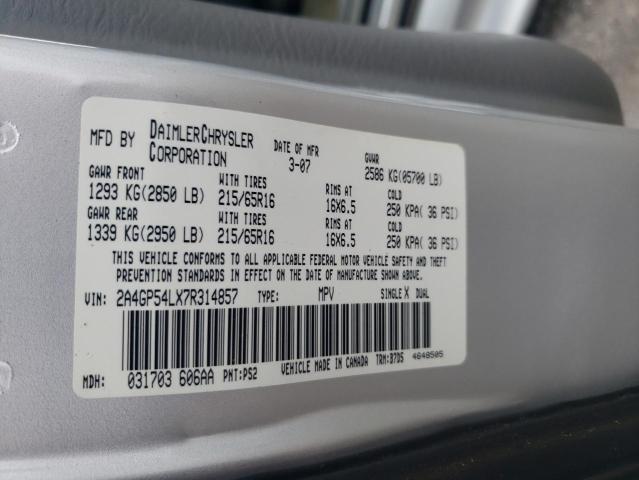 MFD BY DAIMLERCHRYSLER CORPORATION DATE OF MFR 3-07 GVWR 2586 KG(05700 LB)
GAWR FRONT WITH TIRES RIMS AT COLD
1293 KG(2850 LB) 215/65R16 16X6.5 250 KPA( 36 PSI)
GAWR REAR WITH TIRES RIMS AT COLD
1339 KG(2950 LB) 215/65R16 16X6.5 250 KPA( 36 PSI)
THIS VEHICLE CONFORMS TO ALL APPLICABLE FEDERAL MOTOR VEHICLE SAFETY AND THEFT
PREVENTION STANDARDS IN EFFECT ON THE DATE OF MANUFACTURE SHOWN ABOVE.
VIN: 2A4GP54LX7R314857 TYPE: MPV SINGLE X DUAL
MDH: 031703 606AA PNT:PS2 VEHICLE MADE IN CANADA TRM:B7D5 4648505